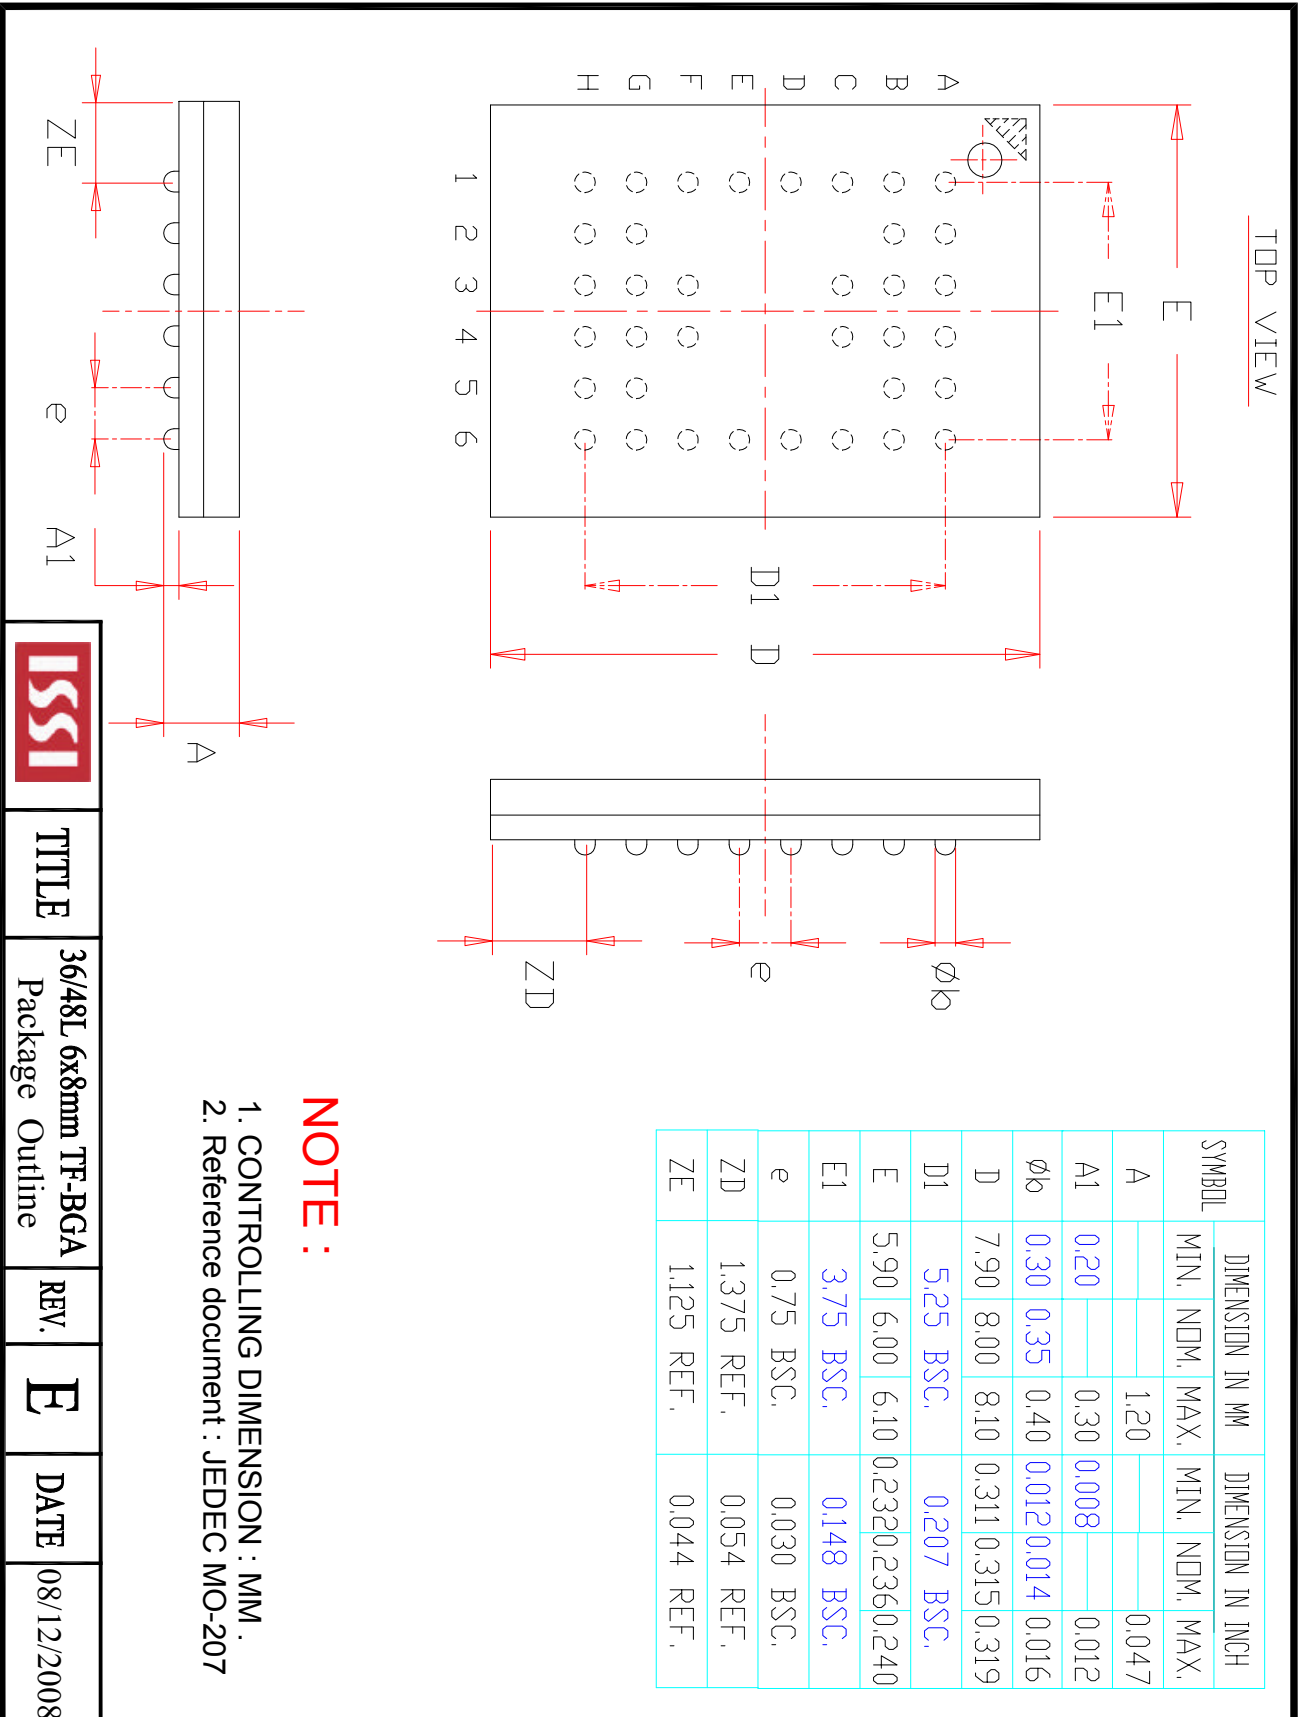 TOP VIEW
E
E1
A B C D E F G H
1 2 3 4 5 6
D1
D
ZE
e
A1
A
Øb
e
ZD
SYMBOL DIMENSION IN MM DIMENSION IN INCH
MIN. NOM. MAX. MIN. NOM. MAX.
A 1.20 0.047
A1 0.20 0.30 0.008 0.012
Øb 0.30 0.35 0.40 0.012 0.014 0.016
D 7.90 8.00 8.10 0.311 0.315 0.319
D1 5.25 BSC. 0.207 BSC.
E 5.90 6.00 6.10 0.232 0.236 0.240
E1 3.75 BSC. 0.148 BSC.
e 0.75 BSC. 0.030 BSC.
ZD 1.375 REF. 0.054 REF.
ZE 1.125 REF. 0.044 REF.
NOTE :
1. CONTROLLING DIMENSION : MM .
2. Reference document : JEDEC MO-207
ISSI
TITLE
36/48L 6x8mm TF-BGA
Package Outline
REV.
E
DATE
08/12/2008